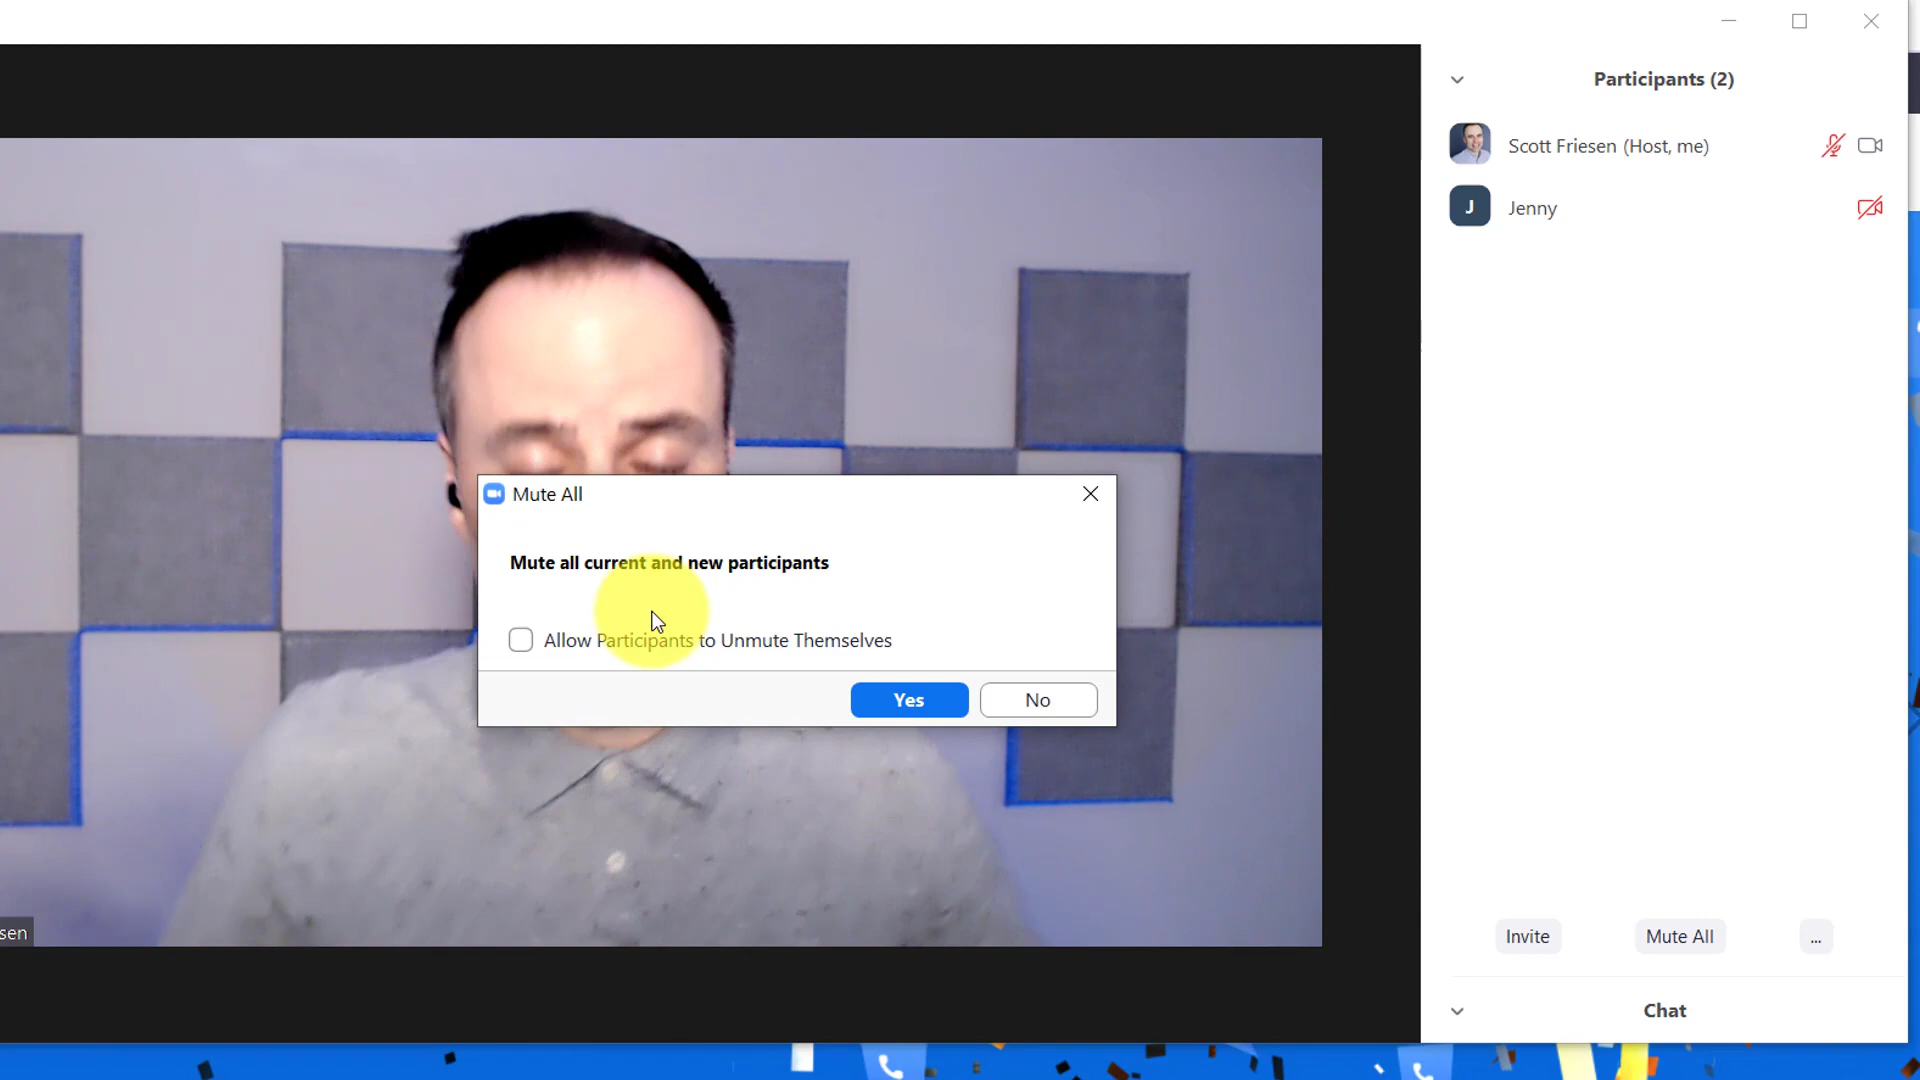 Participants (2)
Scott Friesen (Host, me)
J
Jenny
Mute All
Mute all current and new participants
Allow Participants to Unmute Themselves
Yes
No
sen
Invite
Mute All
...
Chat